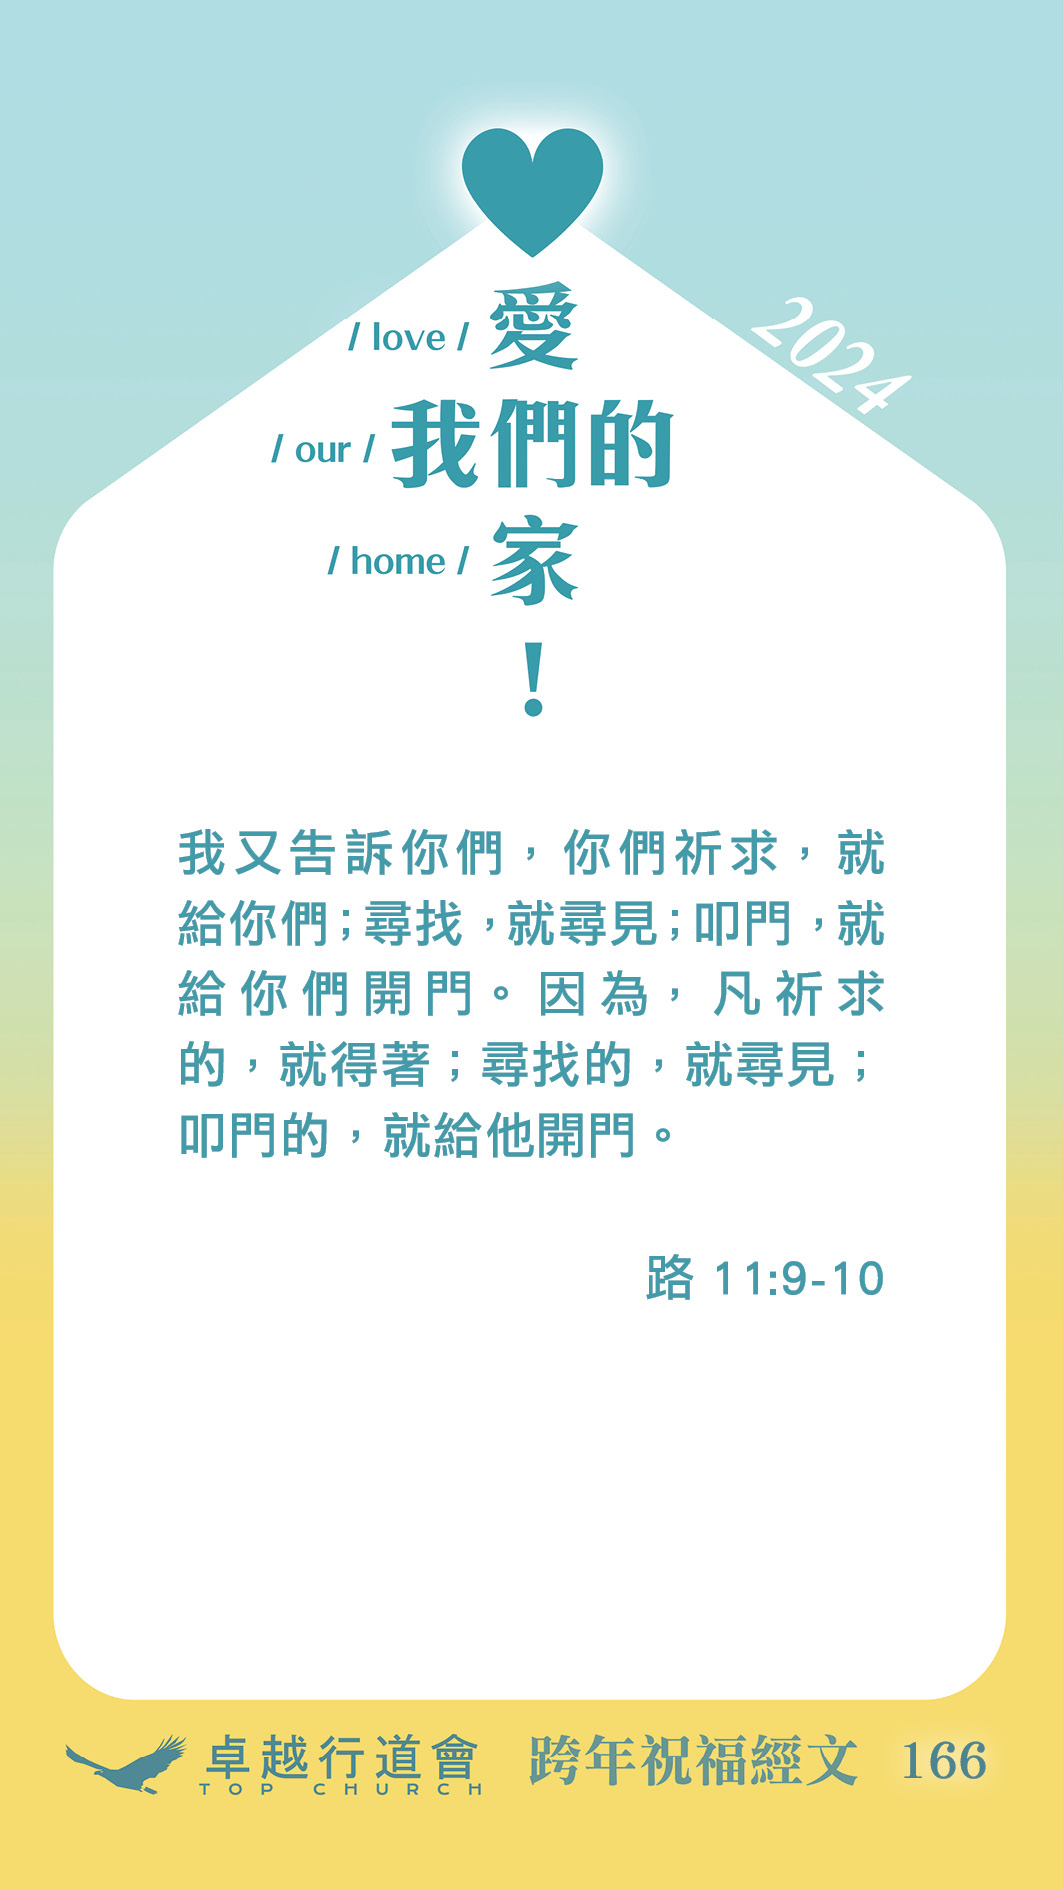 / love / 愛
2024
/ our / 我們的
/ home / 家
!
我又告訴你們，你們祈求，就
給你們；尋找，就尋見；叩門，就
給你們開門。因為，凡祈求
的，就得著；尋找的，就尋見；
叩門的，就給他開門。
路 11:9-10
卓越行道會 跨年祝福經文 166
TOP CHURCH